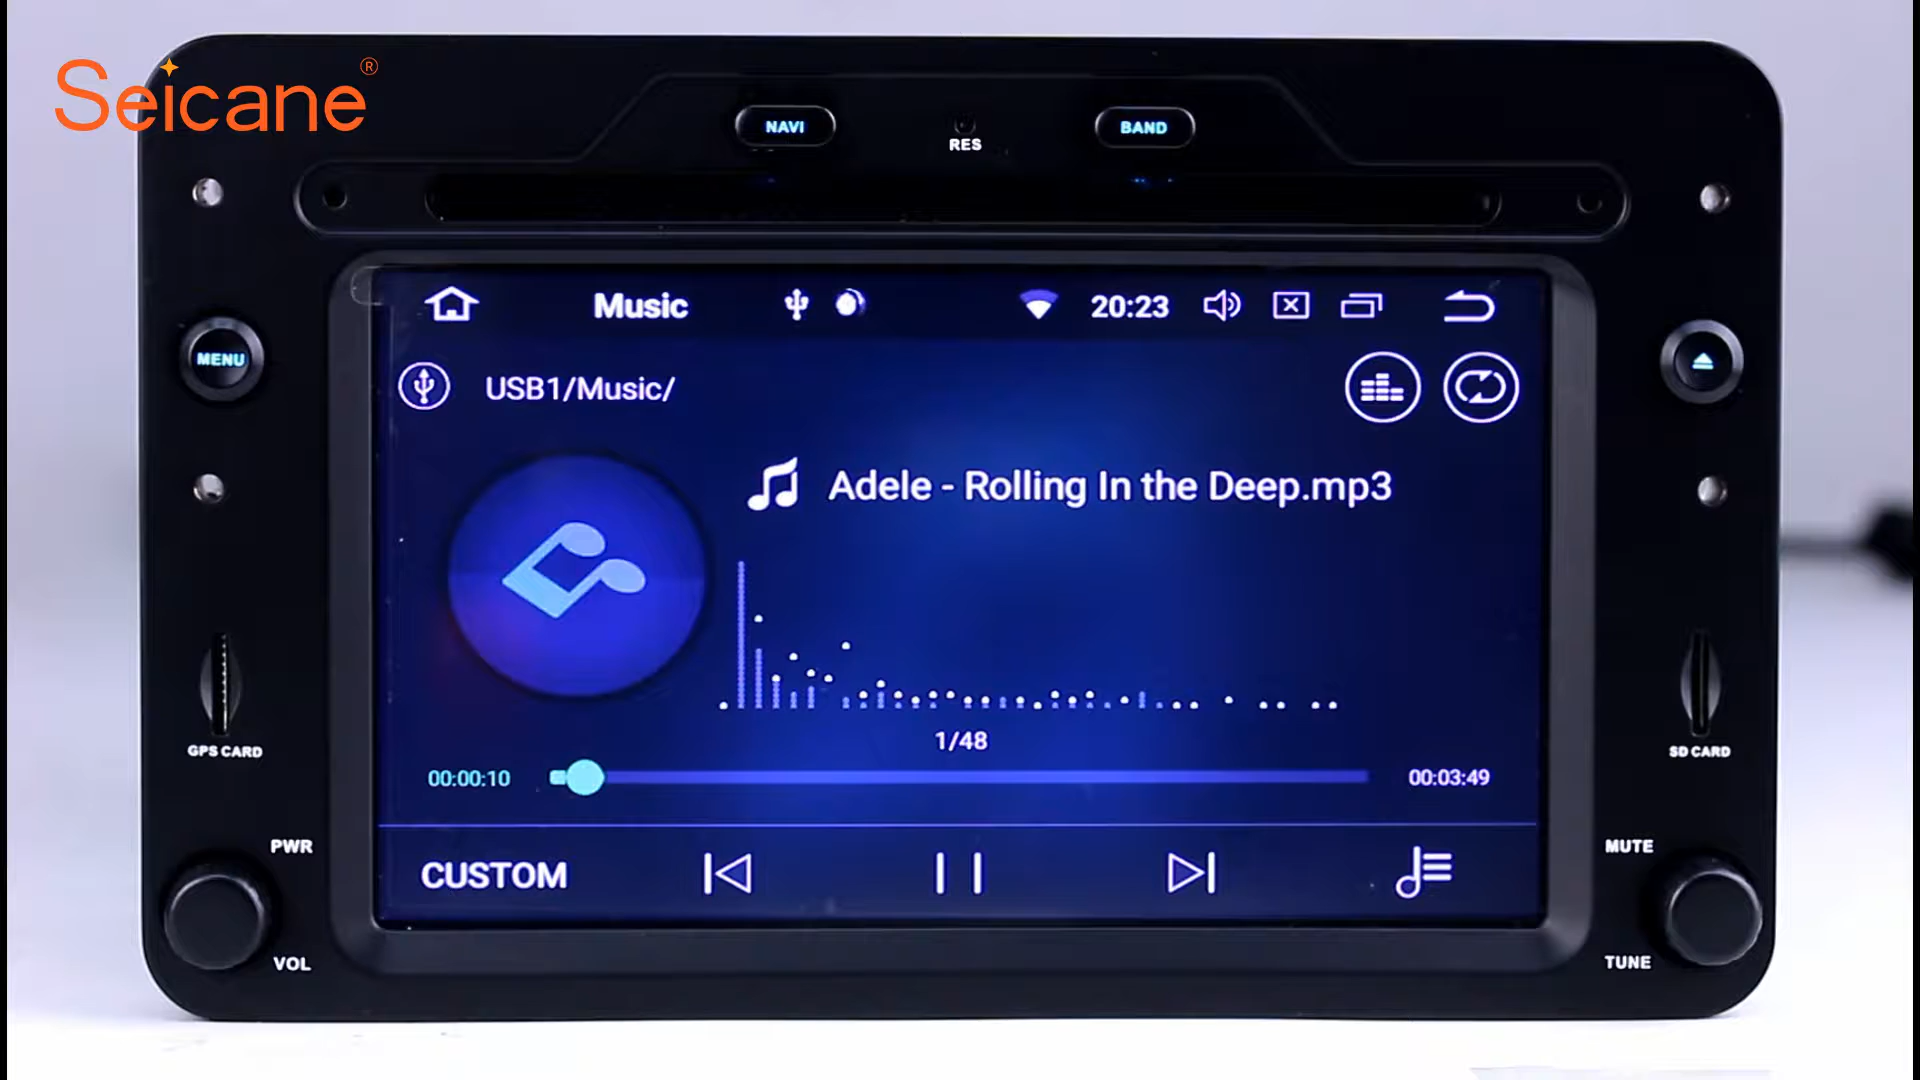 Seicane®
NAVI
RES
BAND
MENU
Music
20:23
USB1/Music/
Adele - Rolling In the Deep.mp3
1/48
00:00:10
00:03:49
CUSTOM
GPS CARD
SD CARD
PWR
VOL
MUTE
TUNE